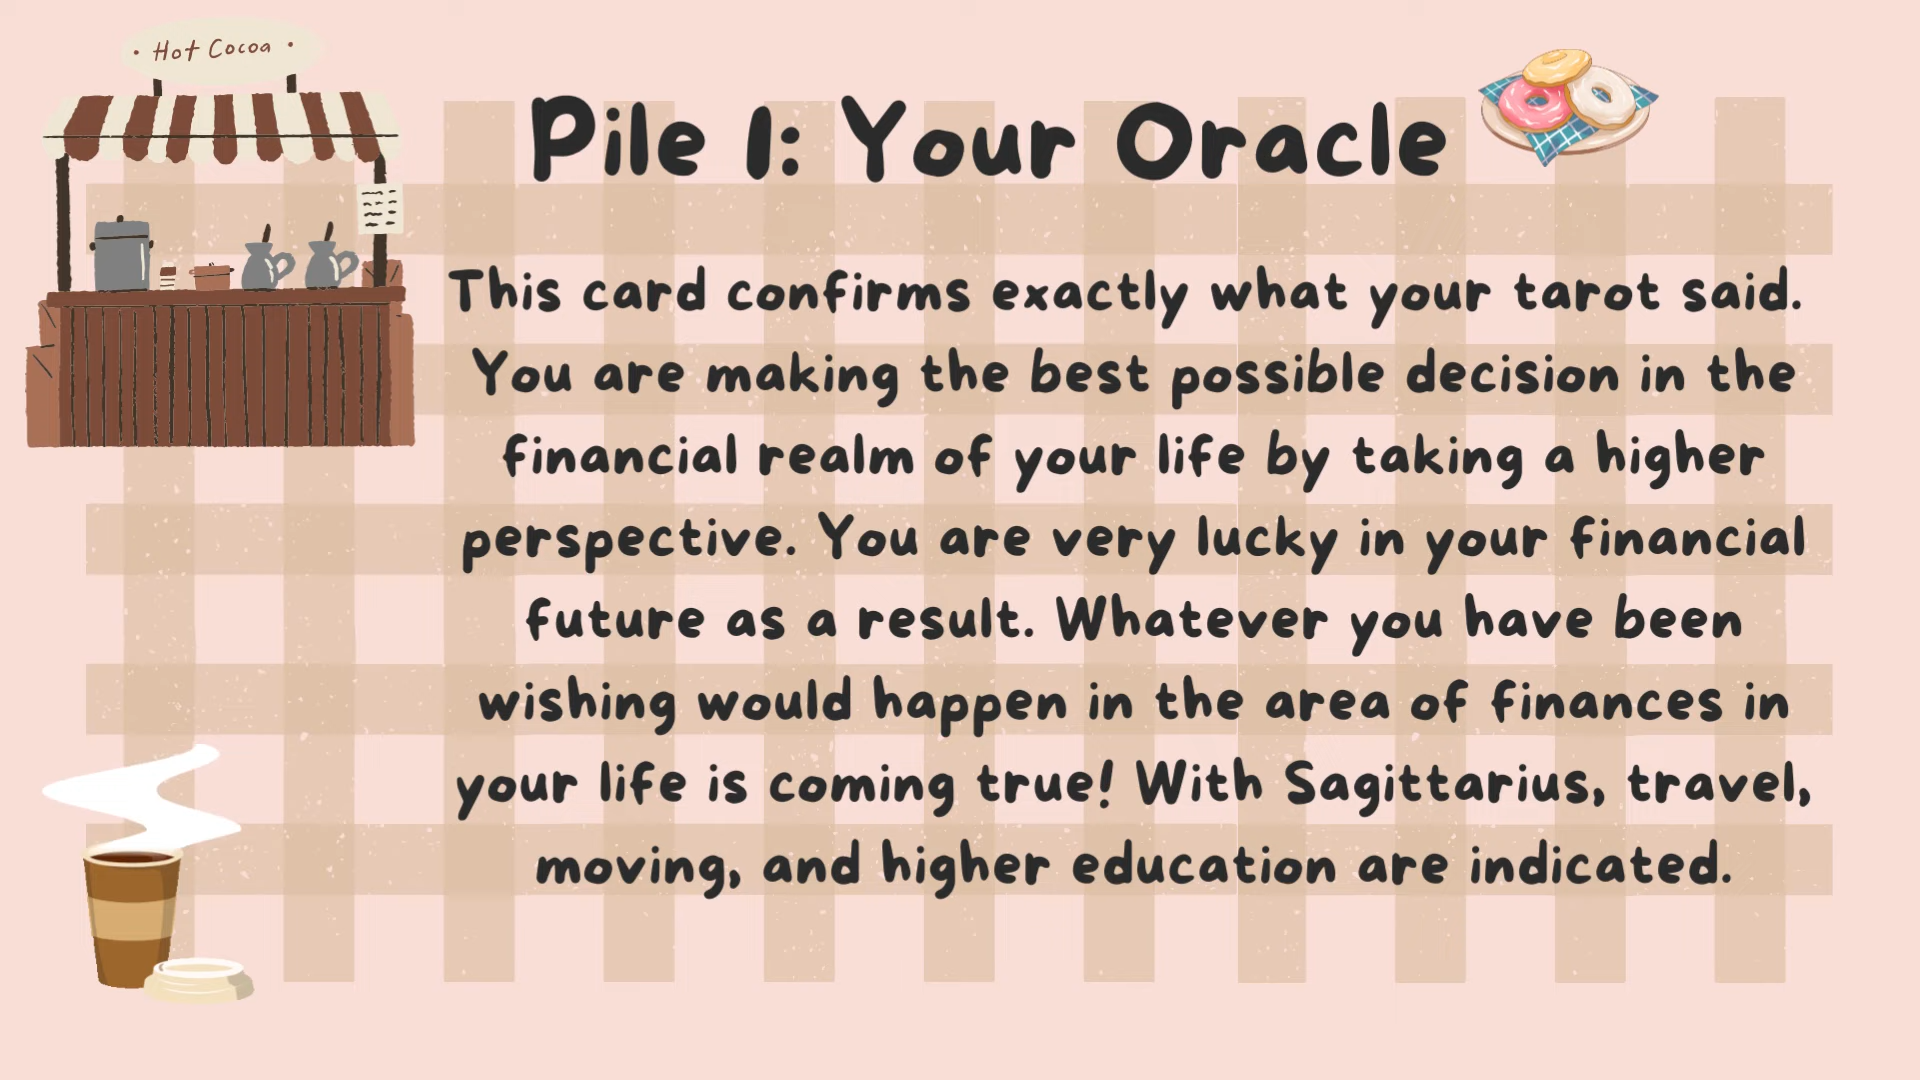 • Hot Cocoa •
Pile 1: Your Oracle
This card confirms exactly what your tarot said.
You are making the best possible decision in the
financial realm of your life by taking a higher
perspective. You are very lucky in your financial
future as a result. Whatever you have been
wishing would happen in the area of finances in
your life is coming true! With Sagittarius, travel,
moving, and higher education are indicated.